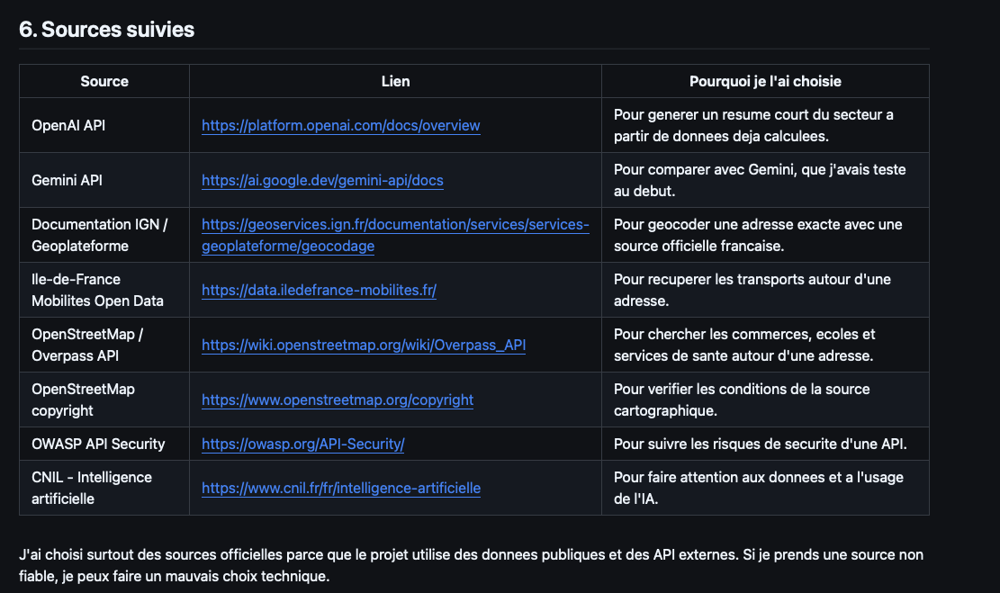 6. Sources suivies
Source Lien Pourquoi je l'ai choisie
OpenAI API https://platform.openai.com/docs/overview Pour generer un resume court du secteur a
partir de donnees deja calculees.
Gemini API https://ai.google.dev/gemini-api/docs Pour comparer avec Gemini, que j'avais teste
au debut.
Documentation IGN / https://geoservices.ign.fr/documentation/services/services- Pour geocoder une adresse exacte avec une
Geoplateforme geoplateforme/geocodage source officielle francaise.
Ile-de-France
Mobilites Open Data https://data.iledefrance-mobilites.fr/ Pour recuperer les transports autour d'une
adresse.
OpenStreetMap /
Overpass API https://wiki.openstreetmap.org/wiki/Overpass_API Pour chercher les commerces, ecoles et
services de sante autour d'une adresse.
OpenStreetMap
copyright https://www.openstreetmap.org/copyright Pour verifier les conditions de la source
cartographique.
OWASP API Security https://owasp.org/API-Security/ Pour suivre les risques de securite d'une API.
CNIL - Intelligence
artificielle https://www.cnil.fr/fr/intelligence-artificielle Pour faire attention aux donnees et a l'usage
de l'IA.
J'ai choisi surtout des sources officielles parce que le projet utilise des donnees publiques et des API externes. Si je prends une source non
fiable, je peux faire un mauvais choix technique.